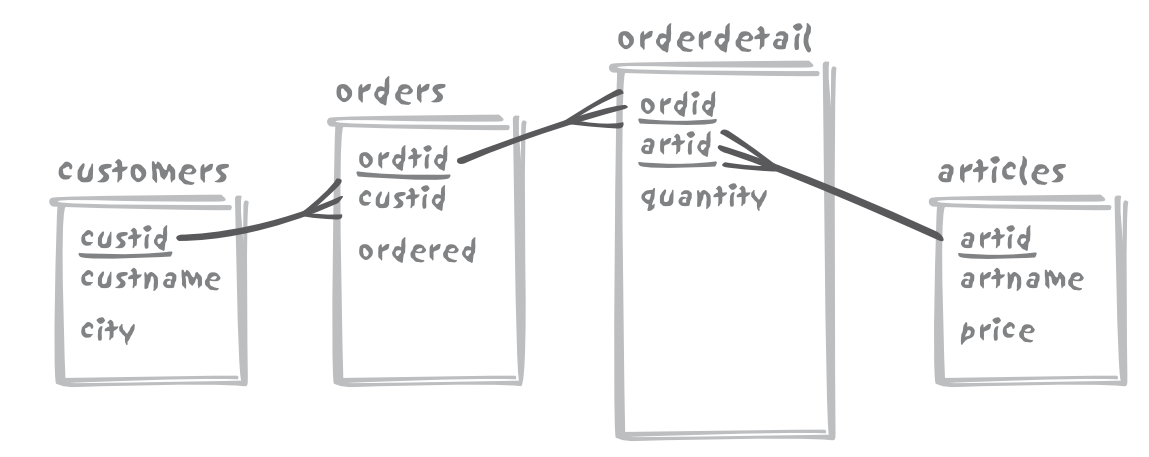 customers
custid
custname
city
orders
ordtid
custid
ordered
orderdetail
ordid
artid
quantity
articles
artid
artname
price